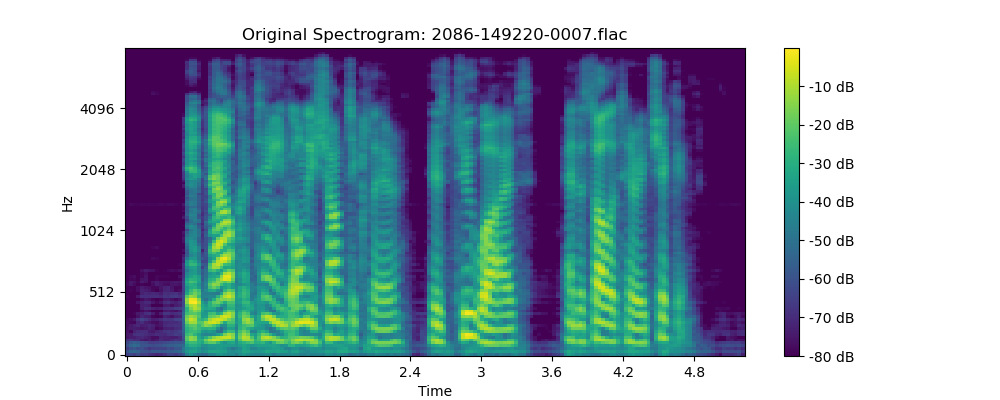 Original Spectrogram: 2086-149220-0007.flac
Hz
4096
2048
1024
512
0
0 0.6 1.2 1.8 2.4 3 3.6 4.2 4.8
Time
-10 dB
-20 dB
-30 dB
-40 dB
-50 dB
-60 dB
-70 dB
-80 dB